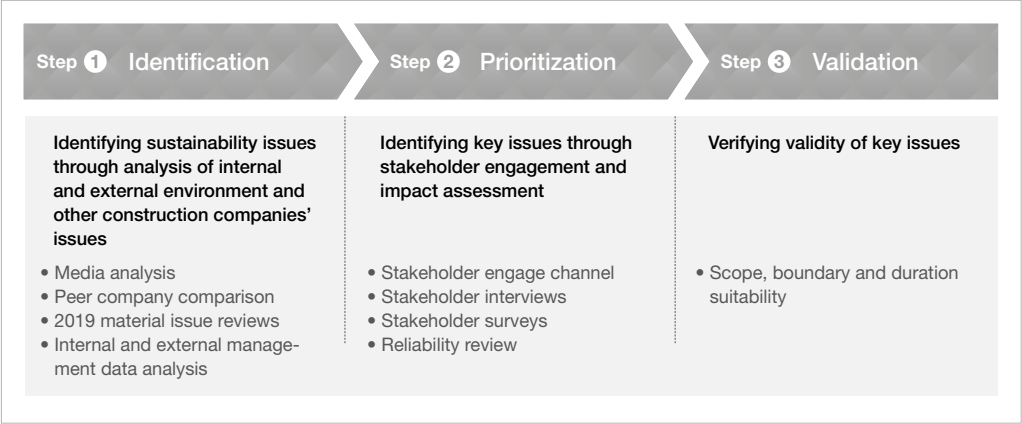 Step 1 Identification
Step 2 Prioritization
Step 3 Validation
Identifying sustainability issues
through analysis of internal
and external environment and
other construction companies’
issues
• Media analysis
• Peer company comparison
• 2019 material issue reviews
• Internal and external manage-
ment data analysis
Identifying key issues through
stakeholder engagement and
impact assessment
• Stakeholder engage channel
• Stakeholder interviews
• Stakeholder surveys
• Reliability review
Verifying validity of key issues
• Scope, boundary and duration
suitability